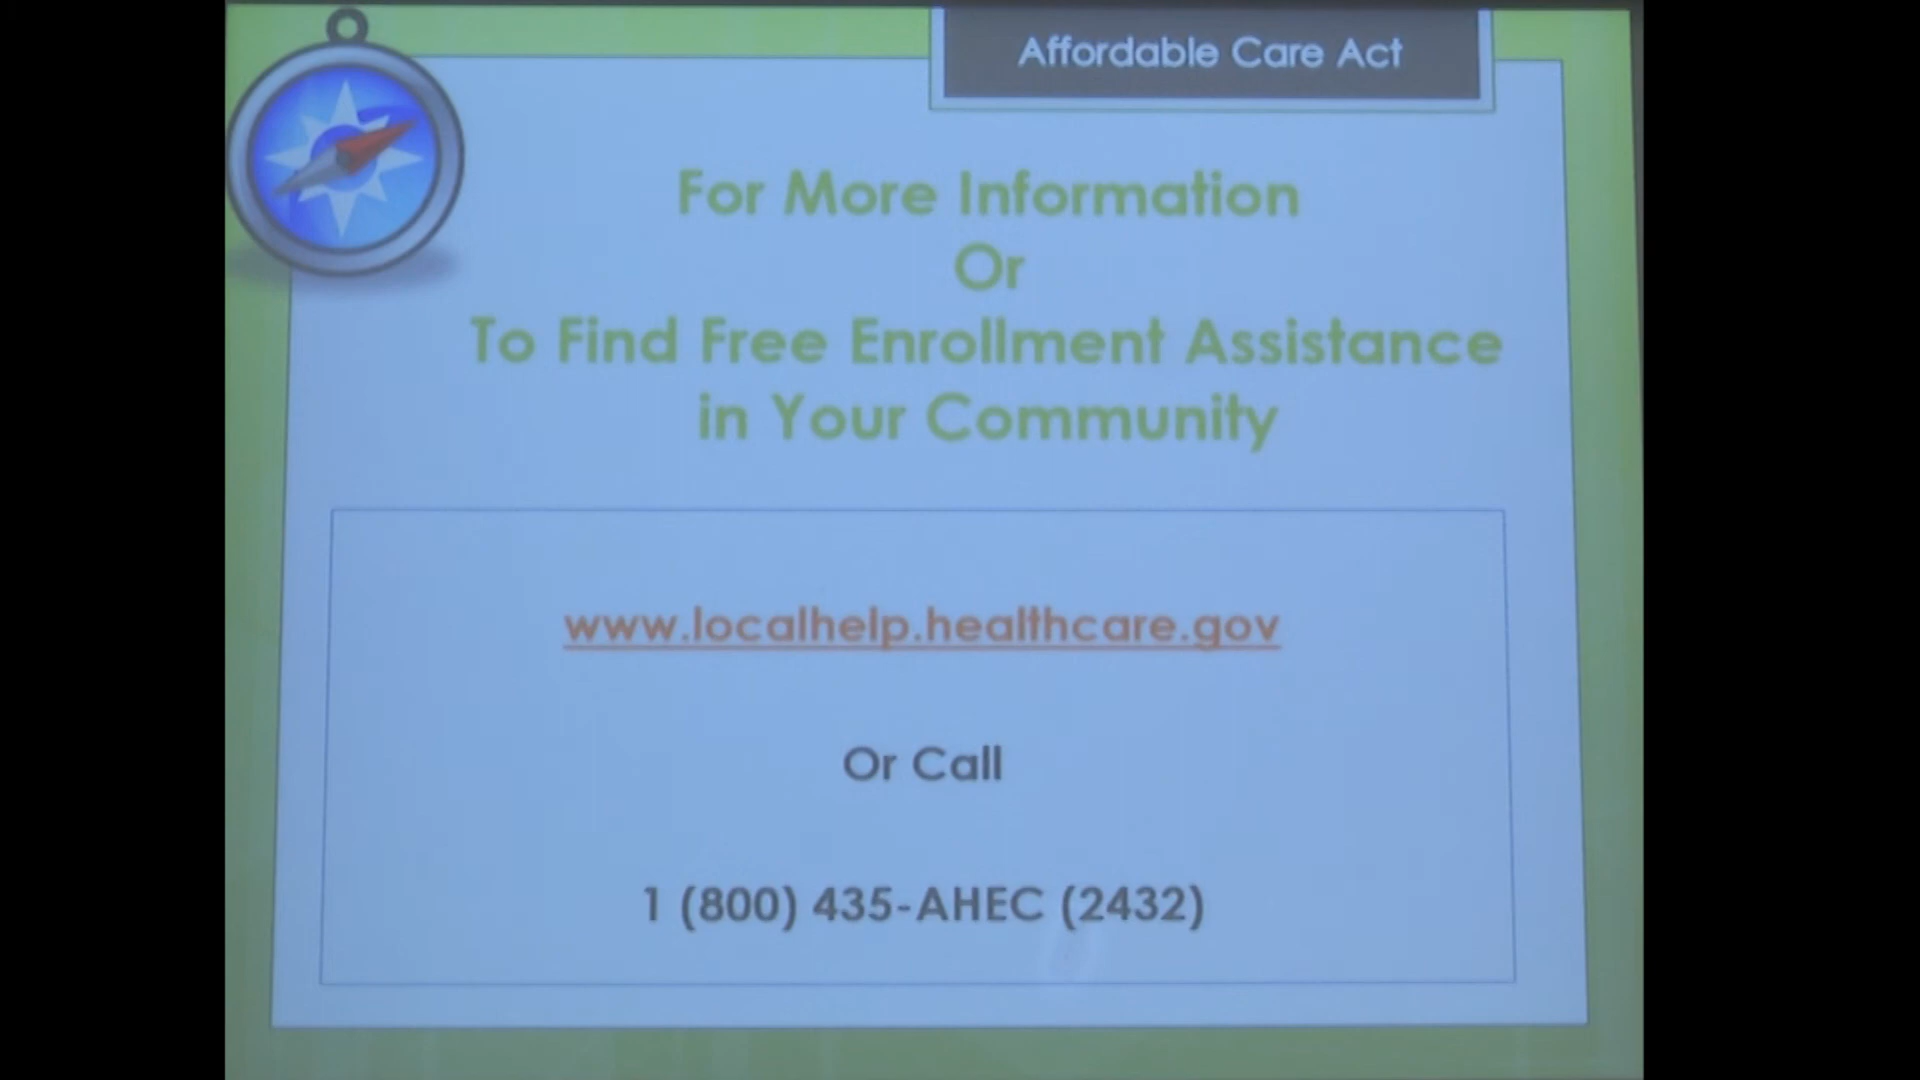 Affordable Care Act
For More Information
Or
To Find Free Enrollment Assistance
in Your Community
www.localhelp.healthcare.gov
Or Call
1 (800) 435-AHEC (2432)